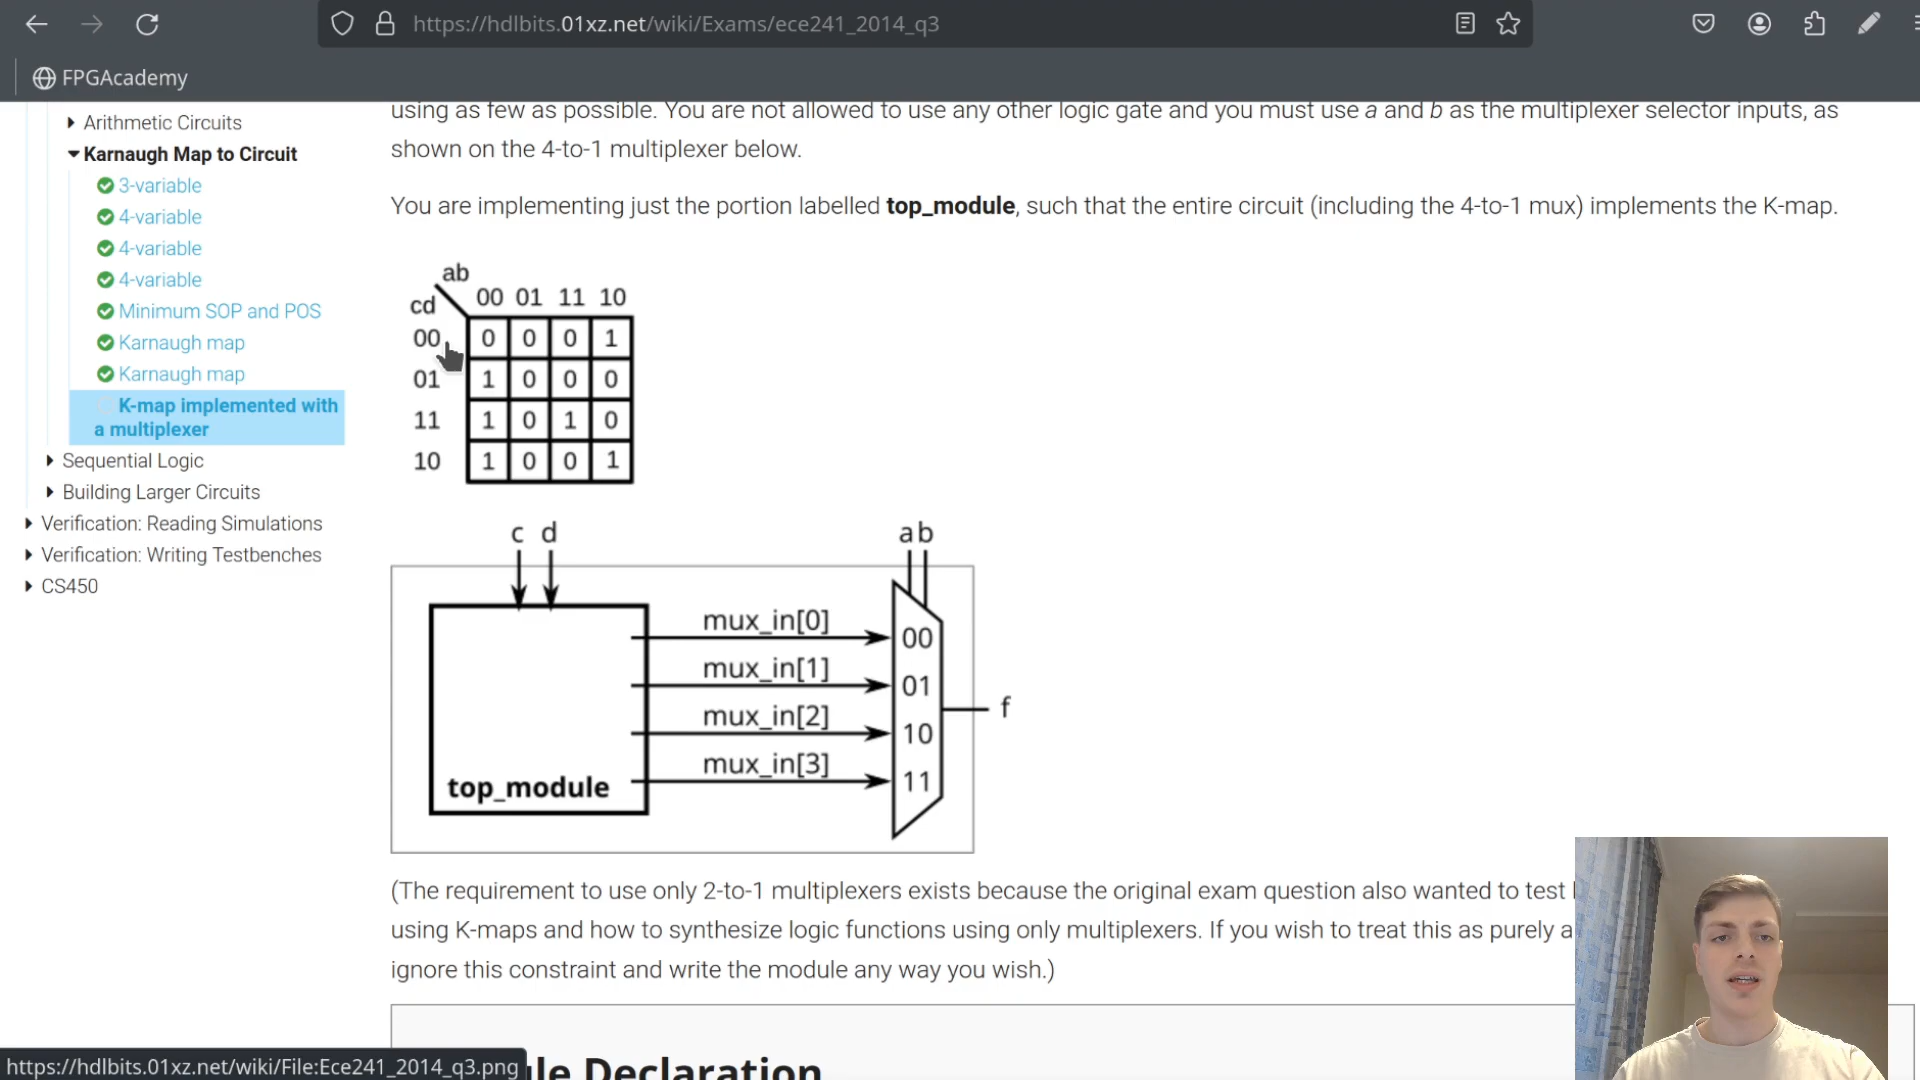 https://hdlbits.01xz.net/wiki/Exams/ece241_2014_q3
FPGAcademy
Arithmetic Circuits
Karnaugh Map to Circuit
3-variable
4-variable
4-variable
4-variable
Minimum SOP and POS
Karnaugh map
Karnaugh map
K-map implemented with
a multiplexer
Sequential Logic
Building Larger Circuits
Verification: Reading Simulations
Verification: Writing Testbenches
CS450
using as few as possible. You are not allowed to use any other logic gate and you must use a and b as the multiplexer selector inputs, as
shown on the 4-to-1 multiplexer below.
You are implementing just the portion labelled top_module, such that the entire circuit (including the 4-to-1 mux) implements the K-map.
ab
cd 00 01 11 10
00 0 0 0 1
01 1 0 0 0
11 1 0 1 0
10 1 0 0 1
c d
a b
mux_in[0] 00
mux_in[1] 01
mux_in[2] 10
mux_in[3] 11
f
top_module
(The requirement to use only 2-to-1 multiplexers exists because the original exam question also wanted to test
using K-maps and how to synthesize logic functions using only multiplexers. If you wish to treat this as purely a
ignore this constraint and write the module any way you wish.)
le Declaration
https://hdlbits.01xz.net/wiki/File:Ece241_2014_q3.png